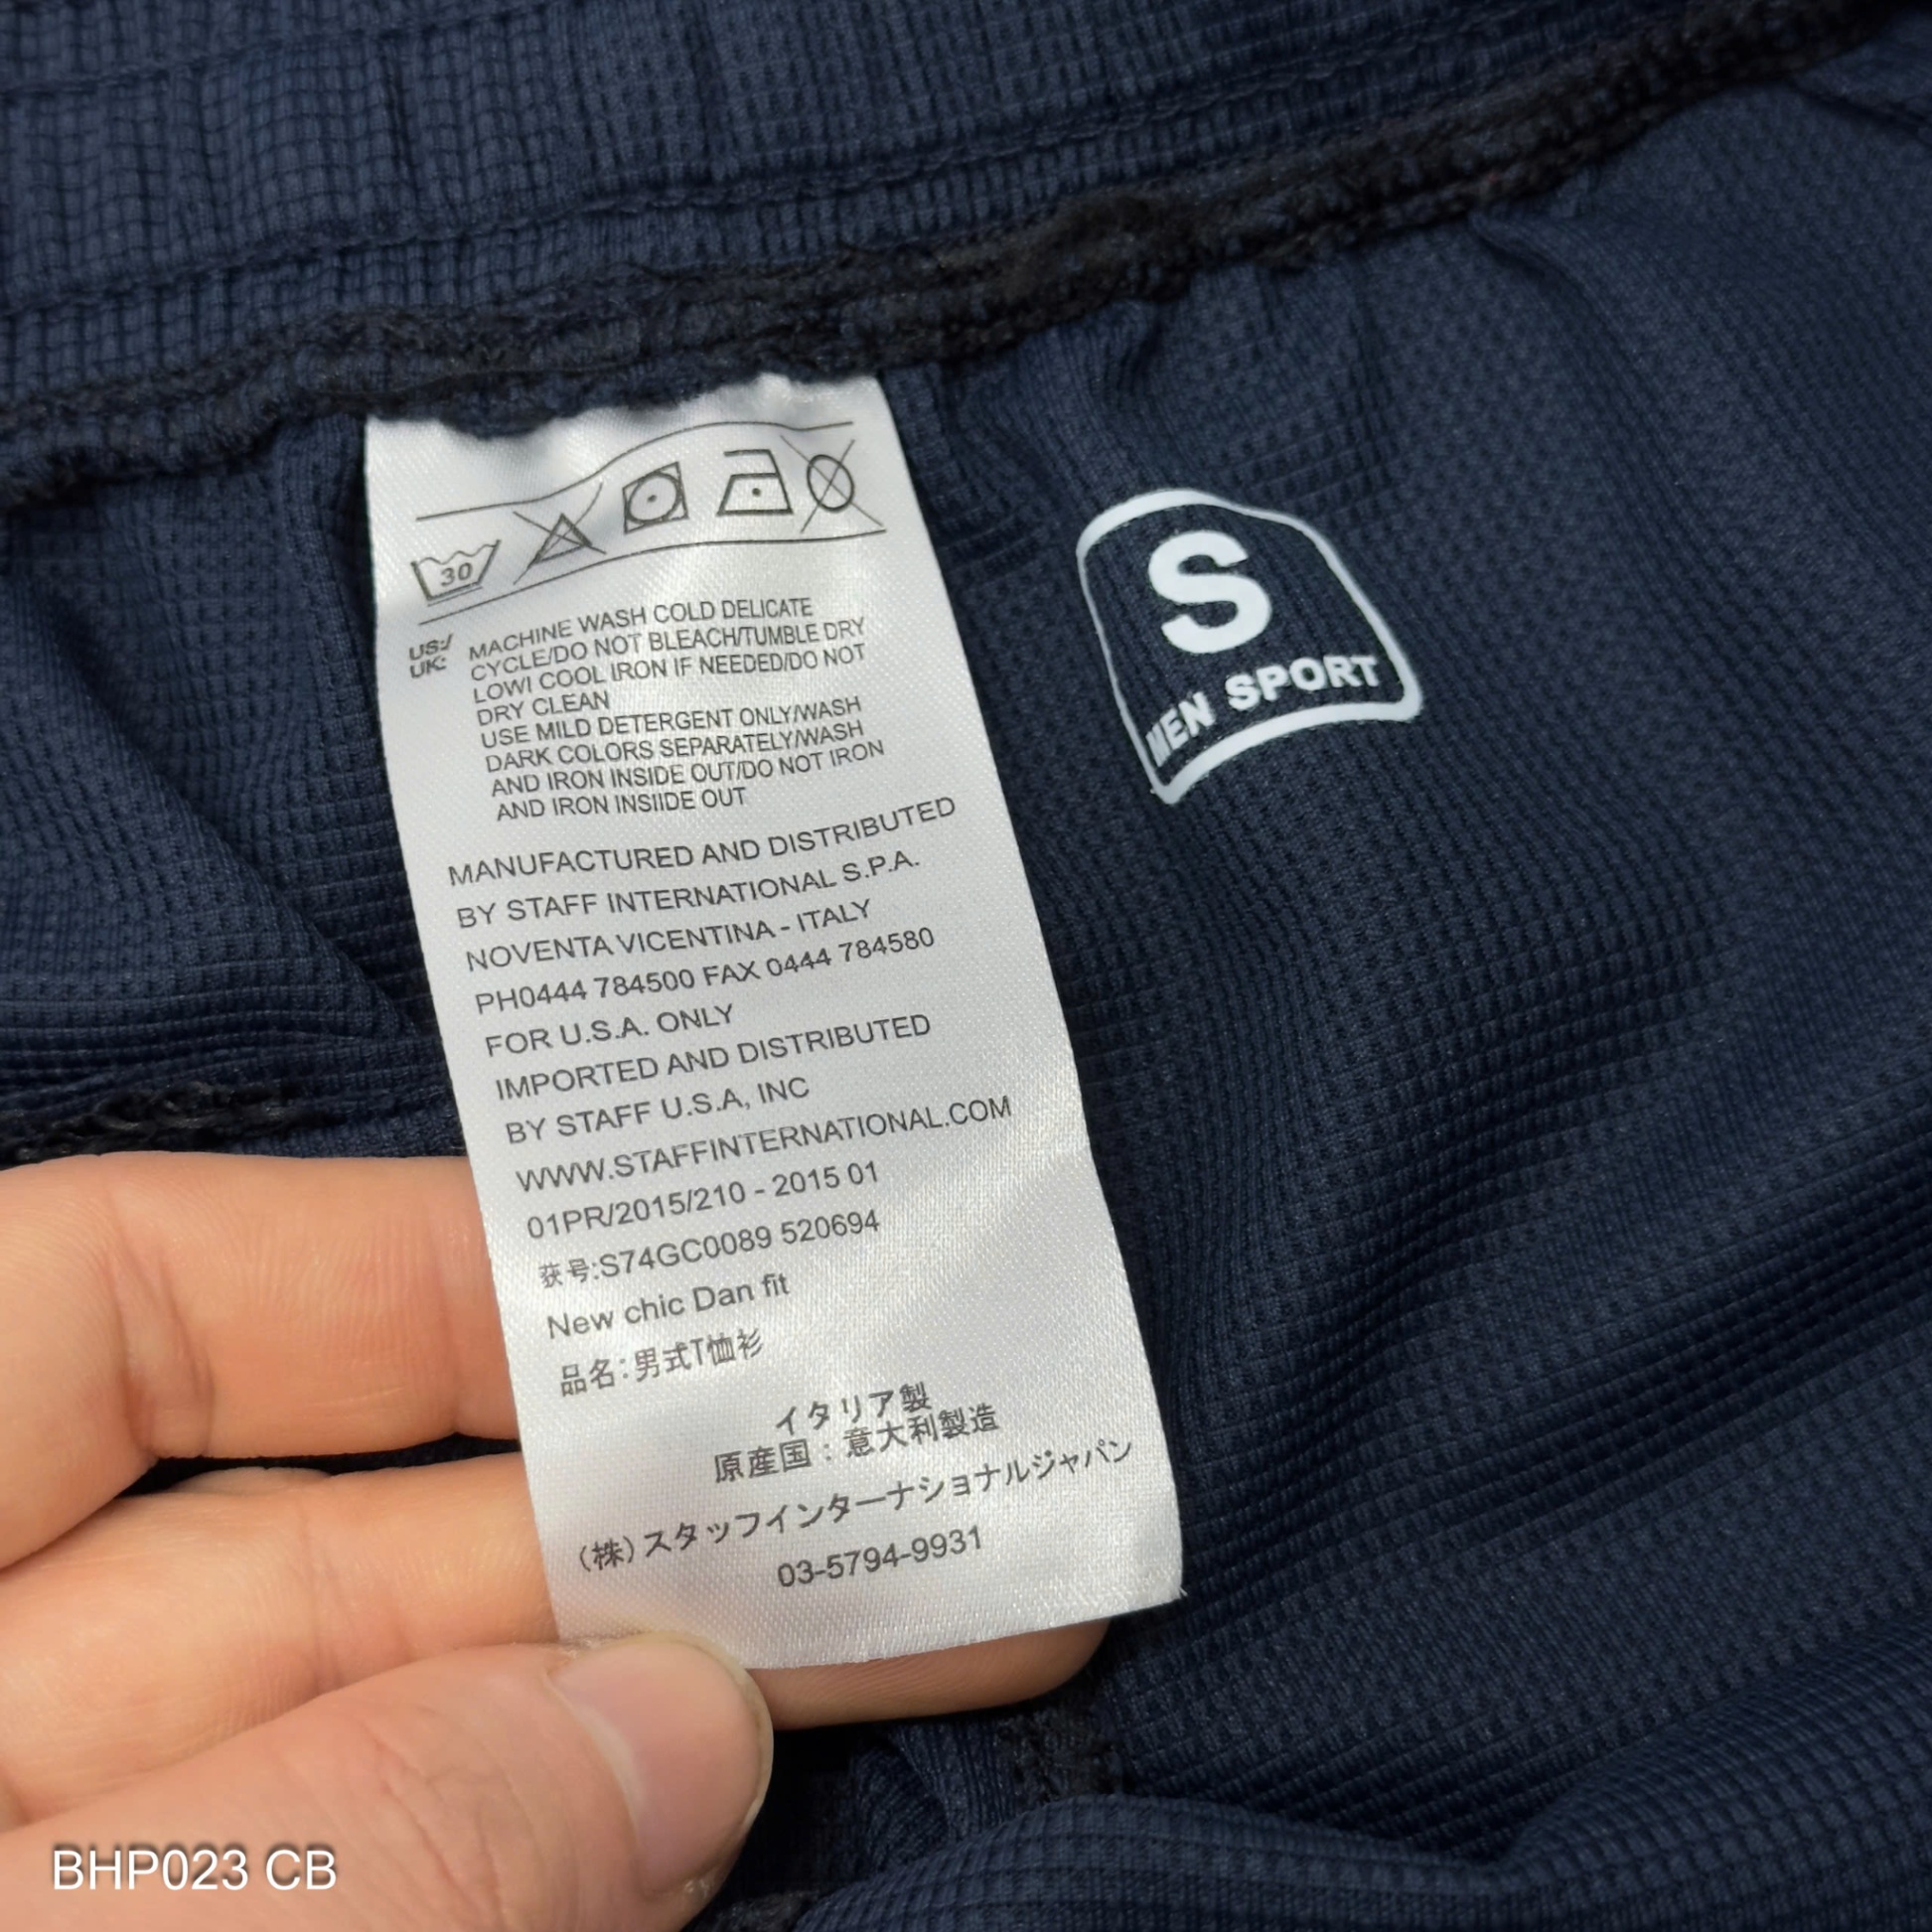 30
US:/
UK:
MACHINE WASH COLD DELICATE
CYCLE/DO NOT BLEACH/TUMBLE DRY
LOWI COOL IRON IF NEEDED/DO NOT
DRY CLEAN
USE MILD DETERGENT ONLY/WASH
DARK COLORS SEPARATELY/WASH
AND IRON INSIDE OUT/DO NOT IRON
AND IRON INSIIDE OUT
MANUFACTURED AND DISTRIBUTED
BY STAFF INTERNATIONAL S.P.A.
NOVENTA VICENTINA - ITALY
PH0444 784500 FAX 0444 784580
FOR U.S.A. ONLY
IMPORTED AND DISTRIBUTED
BY STAFF U.S.A, INC
WWW.STAFFINTERNATIONAL.COM
01PR/2015/210 - 2015 01
获号:S74GC0089 520694
New chic Dan fit
品名:男式T恤衫
イタリア製
原産国:意大利製造
(株)スタッフインターナショナルジャパン
03-5794-9931
S
MEN SPORT
BHP023 CB